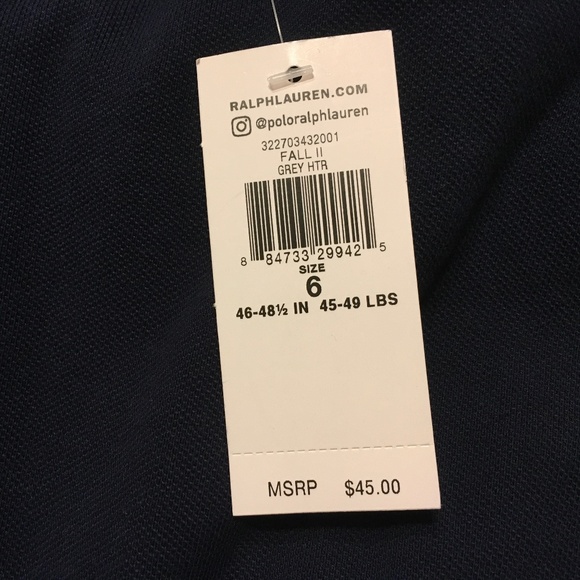 RALPHLAUREN.COM
@poloralphlauren
322703432001
FALL II
GREY HTR
8 84733 29942 5
SIZE
6
46-48½ IN 45-49 LBS
MSRP $45.00